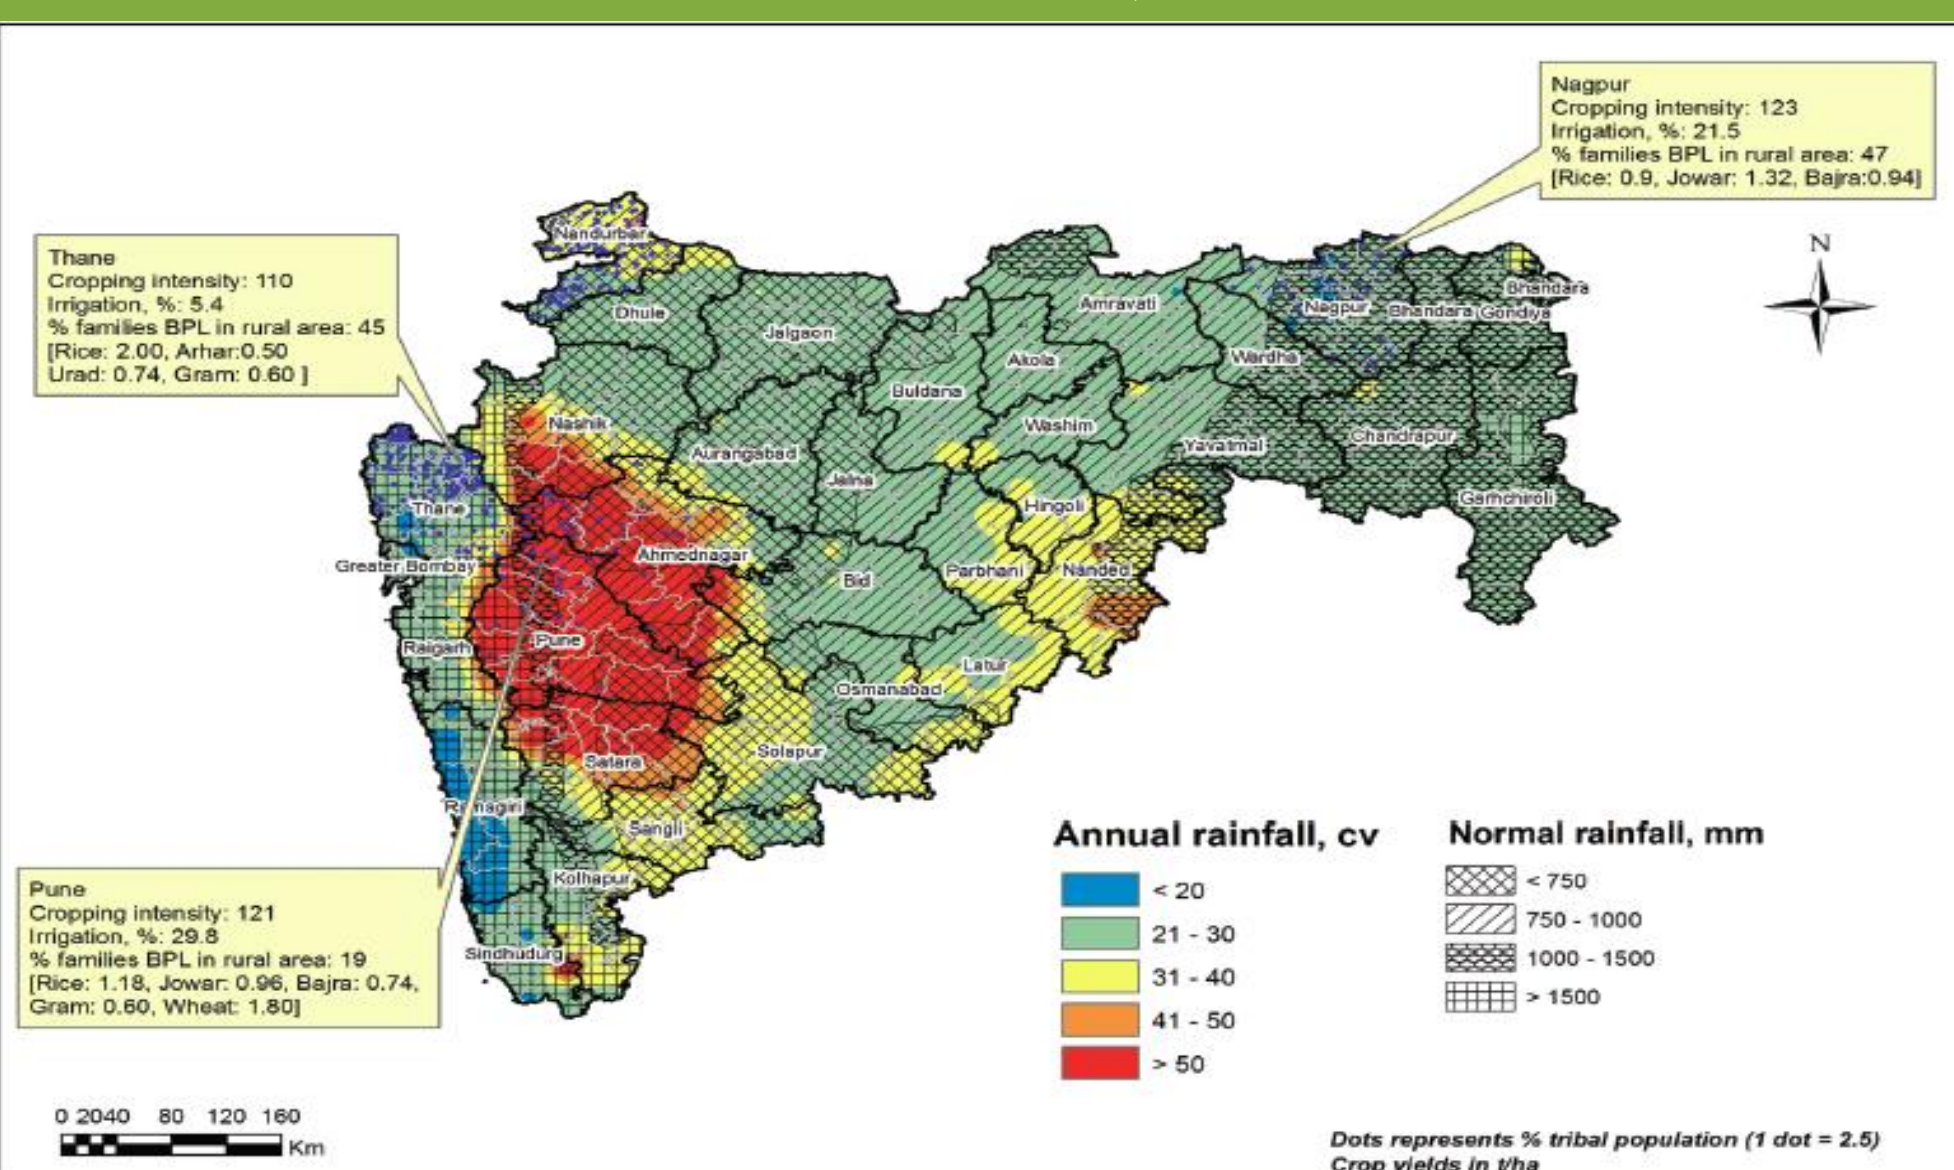 Nagpur
Cropping intensity: 123
Irrigation, %: 21.5
% families BPL in rural area: 47
[Rice: 0.9, Jowar: 1.32, Bajra:0.94]
Thane
Cropping intensity: 110
Irrigation, %: 5.4
% families BPL in rural area: 45
[Rice: 2.00, Arhar:0.50
Urad: 0.74, Gram: 0.60 ]
N
Nandurbar
Dhule
Jalgaon
Amravati
Nagpur
Bhandara
Gondiya
Bhandara
Akola
Wardha
Buldana
Nashik
Washim
Aurangabad
Yavatmal
Chandrapur
Jalna
Thane
Hingoli
Garhchiroli
Greater Bombay
Ahmednagar
Bid
Parbhani
Nanded
Raigarh
Pune
Latur
Osmanabad
Satara
Solapur
Sangli
Kolhapur
Sindhudurg
Pune
Cropping intensity: 121
Irrigation, %: 29.8
% families BPL in rural area: 19
[Rice: 1.18, Jowar: 0.96, Bajra: 0.74,
Gram: 0.60, Wheat: 1.80]
Annual rainfall, cv
< 20
21 - 30
31 - 40
41 - 50
> 50
Normal rainfall, mm
< 750
750 - 1000
1000 - 1500
> 1500
0 2040 80 120 160
Km
Dots represents % tribal population (1 dot = 2.5)
Crop yields in t/ha